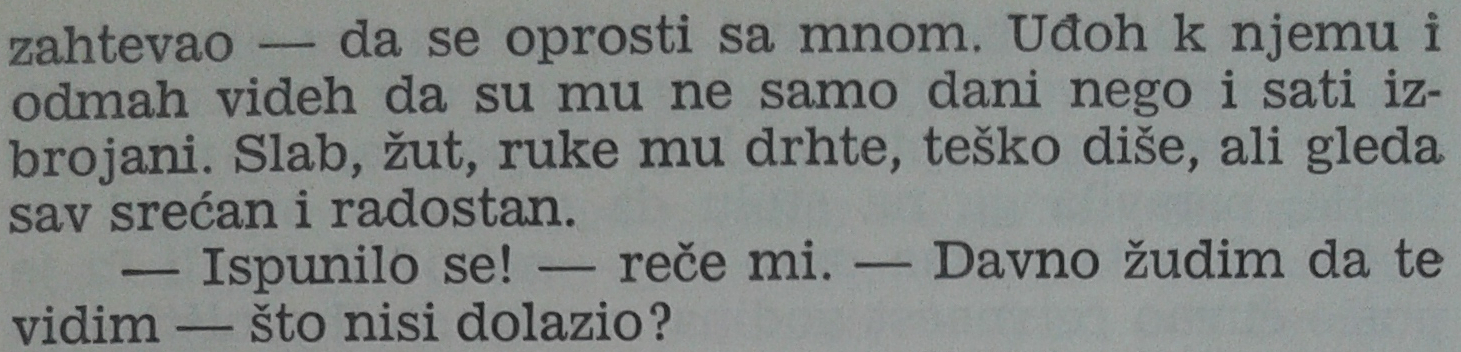 zahtevao — da se oprosti sa mnom. Uđoh k njemu i
odmah videh da su mu ne samo dani nego i sati iz-
brojani. Slab, žut, ruke mu drhte, teško diše, ali gleda
sav srećan i radostan.
— Ispunilo se! — reče mi. — Davno žudim da te
vidim — što nisi dolazio?